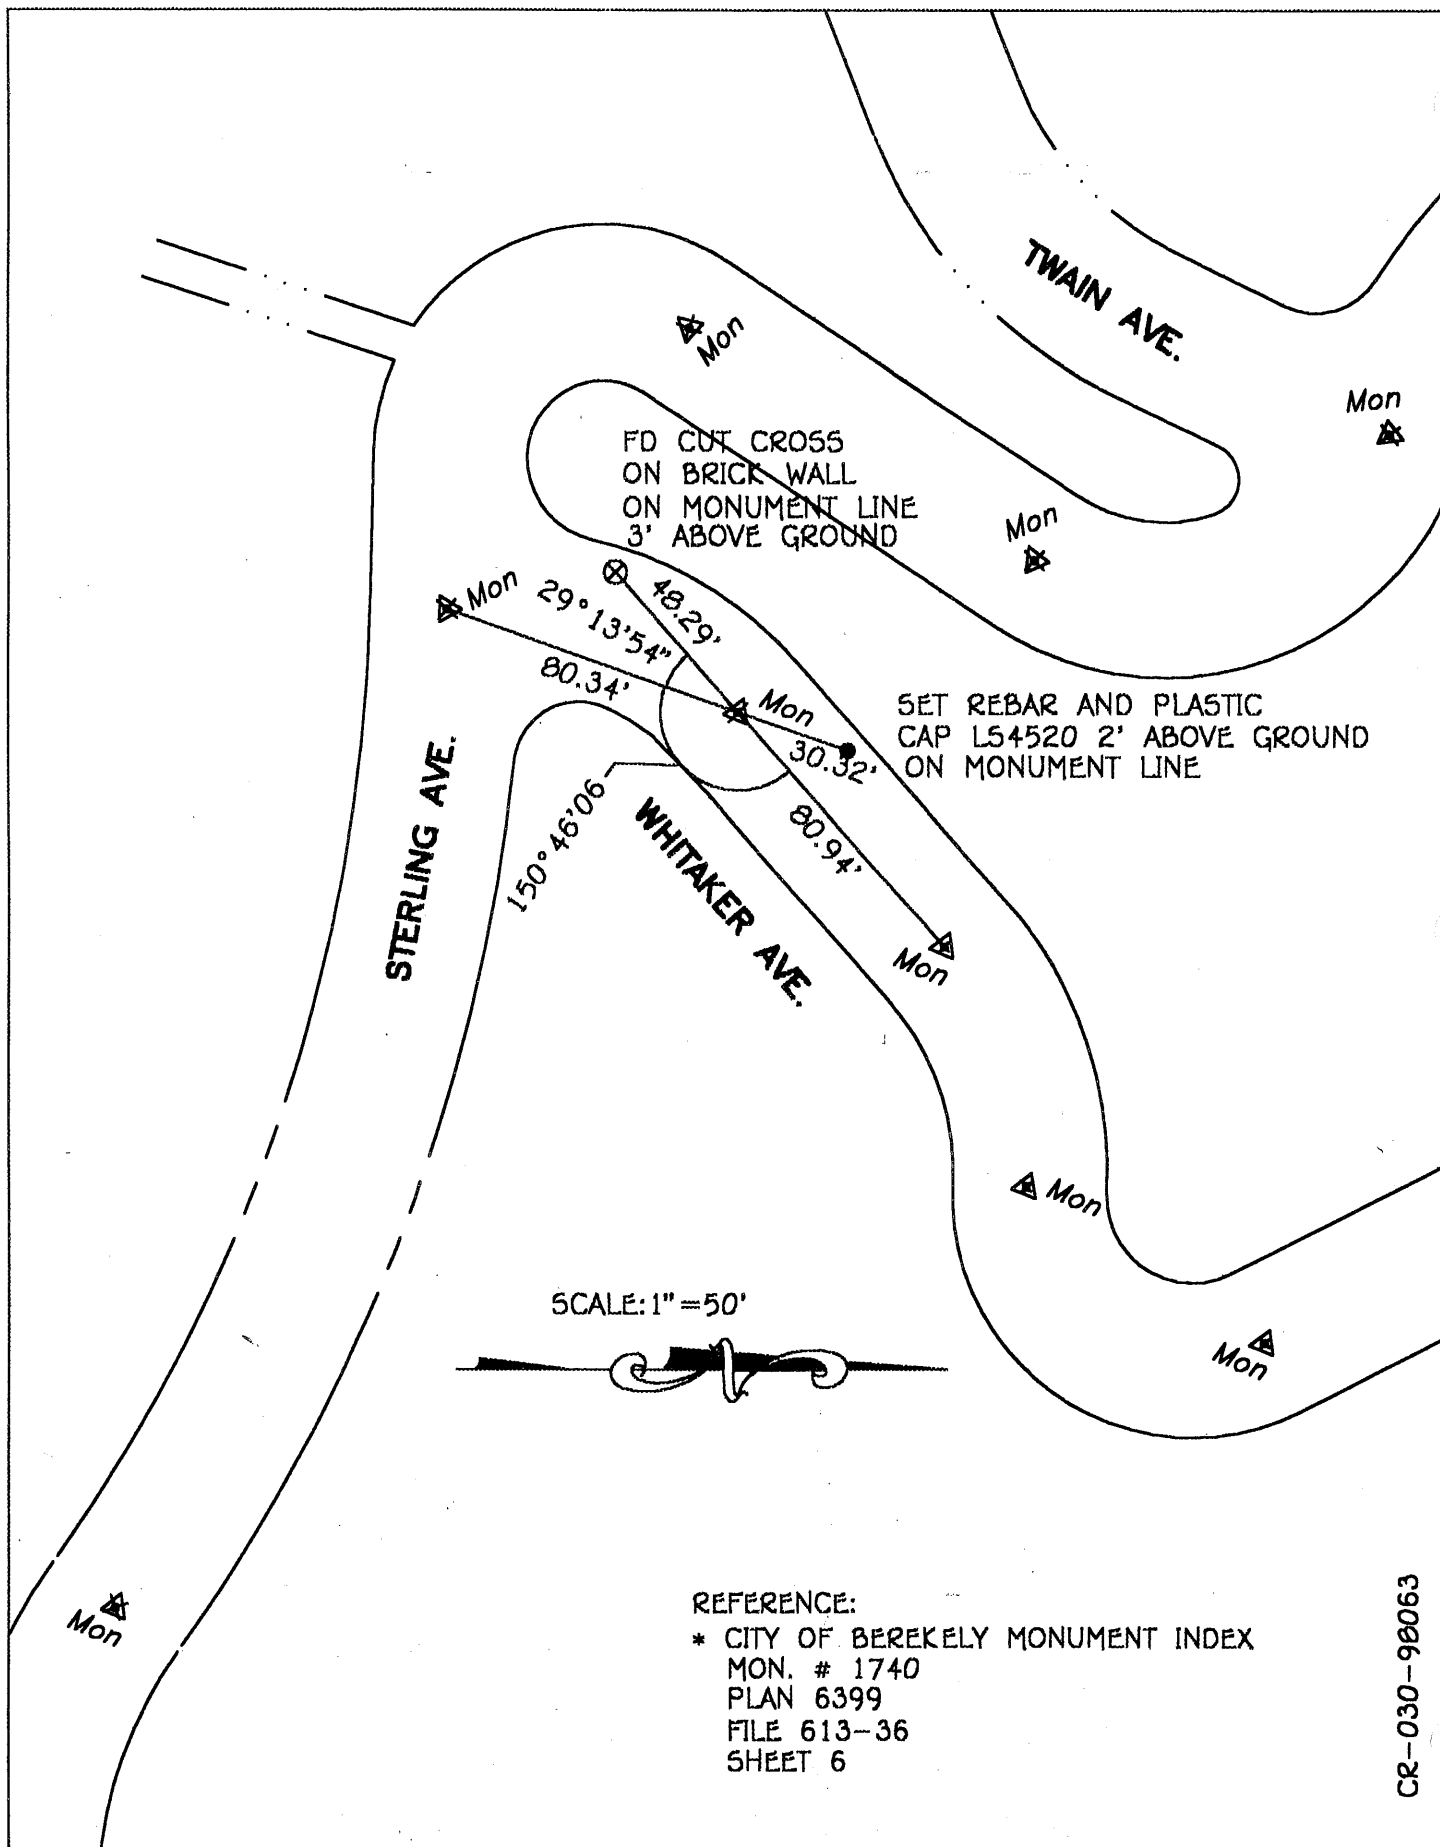 TWAIN AVE.
Mon
Mon
FD CUT CROSS
ON BRICK WALL
ON MONUMENT LINE
3' ABOVE GROUND
Mon
Mon
48.29'
29°13'54"
80.34'
Mon
30.32'
SET REBAR AND PLASTIC
CAP LS4520 2' ABOVE GROUND
ON MONUMENT LINE
STERLING AVE.
150°46'06
WHITAKER AVE.
80.94'
Mon
Mon
SCALE: 1"=50'
Mon
Mon
REFERENCE:
* CITY OF BEREKELY MONUMENT INDEX
MON. # 1740
PLAN 6399
FILE 613-36
SHEET 6
CR-030-98063